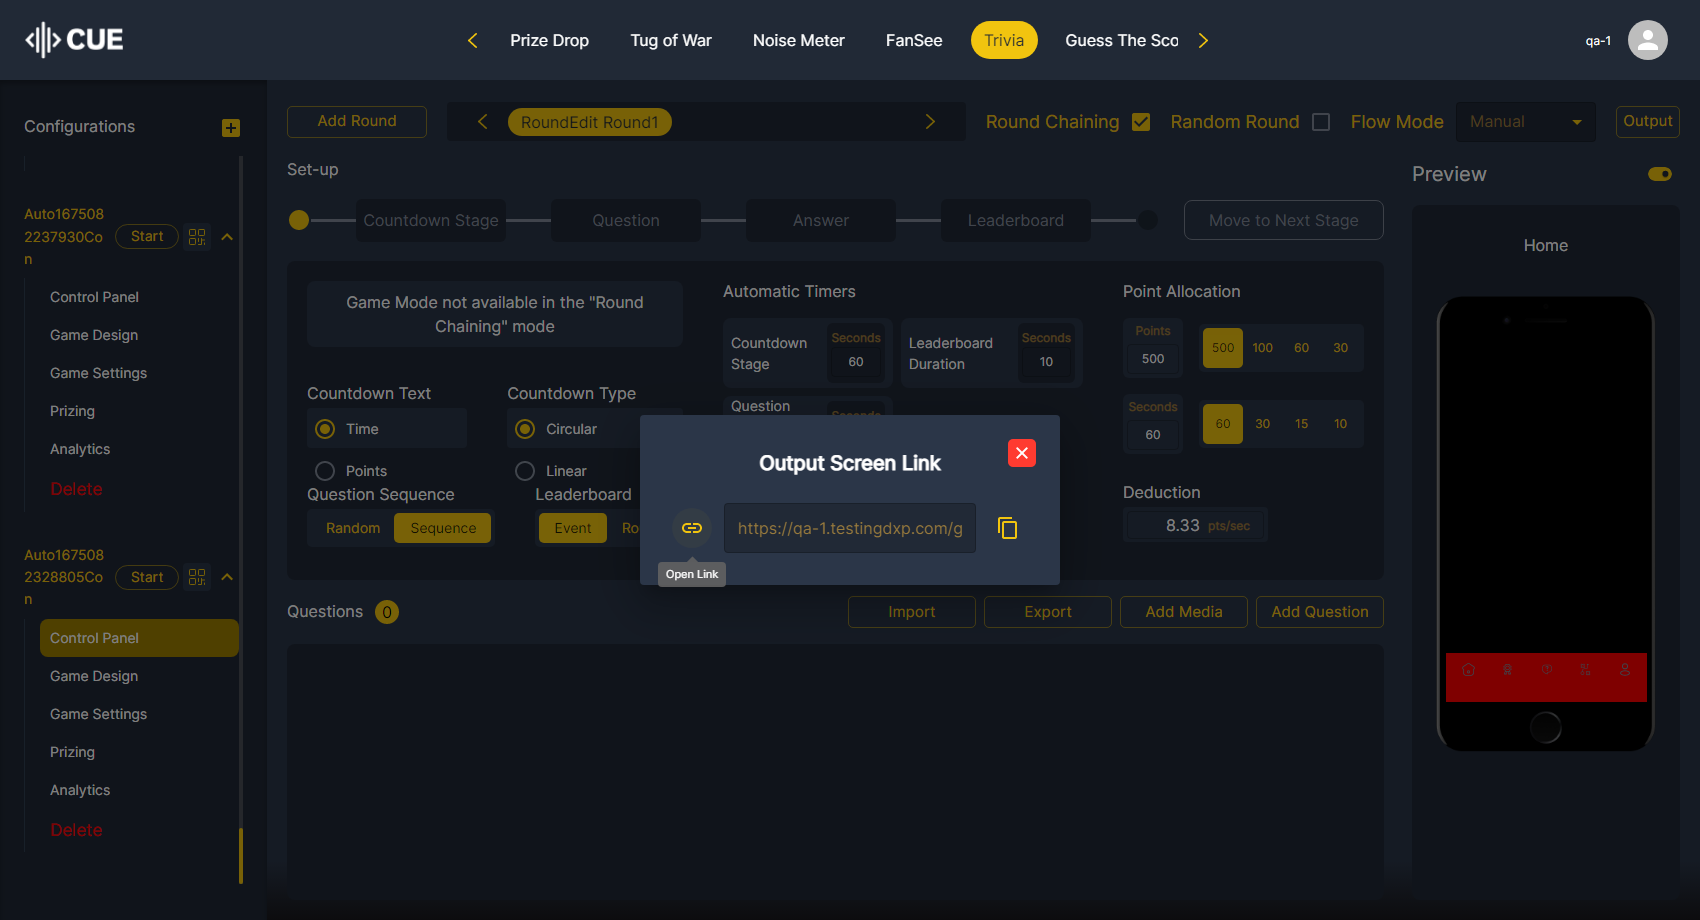 CUE
Prize Drop
Tug of War
Noise Meter
FanSee
Trivia
Guess The Sco
qa-1
Configurations
Add Round
RoundEdit Round1
Round Chaining
Random Round
Flow Mode
Manual
Output
Set-up
Preview
Auto167508
2237930Co
n
Start
Countdown Stage
Question
Answer
Leaderboard
Move to Next Stage
Home
Control Panel
Game Design
Game Settings
Prizing
Analytics
Delete
Game Mode not available in the "Round
Chaining" mode
Automatic Timers
Countdown
Stage
Seconds
60
Leaderboard
Duration
Seconds
10
Question
Seconds
Point Allocation
Points
500
500
100
60
30
Seconds
60
60
30
15
10
Deduction
8.33 pts/sec
Countdown Text
Time
Points
Countdown Type
Circular
Linear
Question Sequence
Random
Sequence
Leaderboard
Event
Ro
Output Screen Link
https://qa-1.testingdxp.com/g
Open Link
Auto167508
2328805Co
n
Start
Control Panel
Game Design
Game Settings
Prizing
Analytics
Delete
Questions 0
Import
Export
Add Media
Add Question